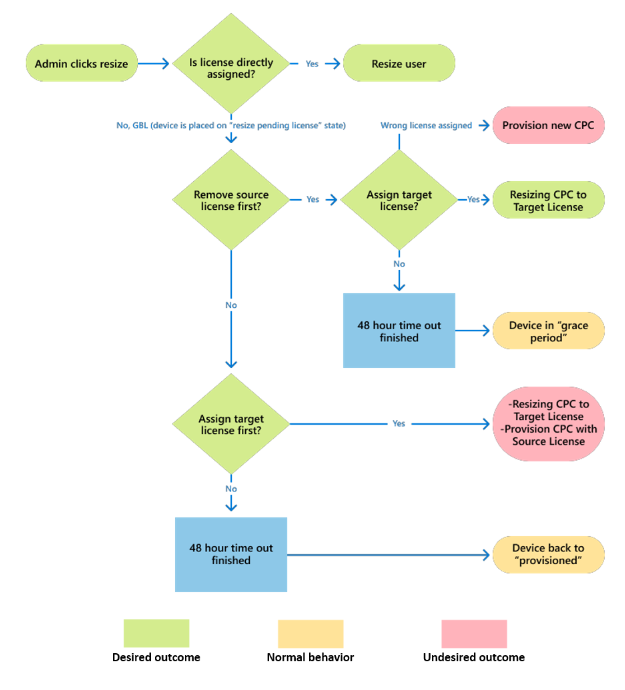 Admin clicks resize
Is license directly
assigned?
Yes
Resize user
No, GBL (device is placed on "resize pending license" state)
Wrong license assigned
Provision new CPC
Remove source
license first?
Yes
Assign target
license?
Yes
Resizing CPC to
Target License
No
No
48 hour time out
finished
Device in "grace
period"
Assign target
license first?
Yes
-Resizing CPC to
Target License
-Provision CPC with
Source License
No
48 hour time out
finished
Device back to
"provisioned"
Desired outcome
Normal behavior
Undesired outcome